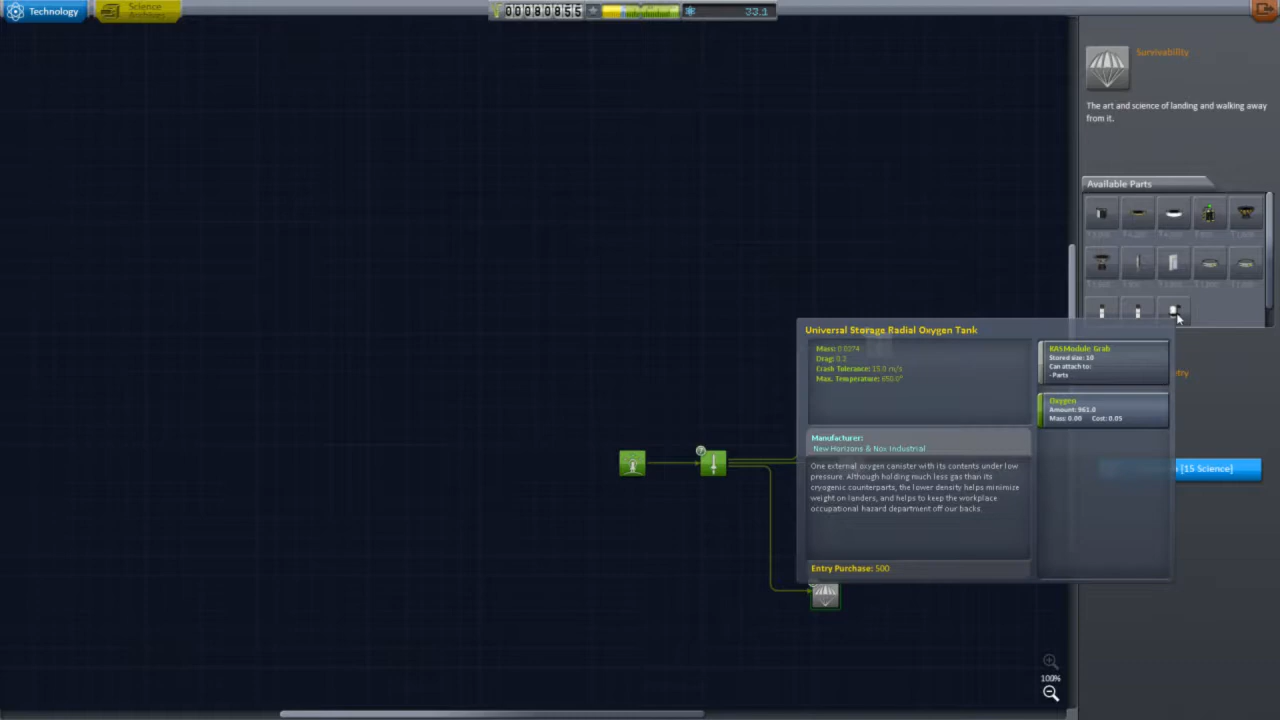 Technology
Science
Archives
00080855
33.1
Survivability
The art and science of landing and walking away
from it.
Available Parts
Universal Storage Radial Oxygen Tank
Mass: 0.0274
Drag: 0.2
Crash Tolerance: 15.0 m/s
Max. Temperature: 650.0°
KASModule Grab
Stored size: 10
Can attach to:
- Parts
Oxygen
Amount: 961.0
Mass: 0.00 Cost: 0.05
Manufacturer:
New Horizons & Nox Industrial
One external oxygen canister with its contents under low
pressure. Although holding much less gas than its
cryogenic counterparts, the lower density helps minimize
weight on landers, and helps to keep the workplace
occupational hazard department off our backs.
Entry Purchase: 500
[15 Science]
100%